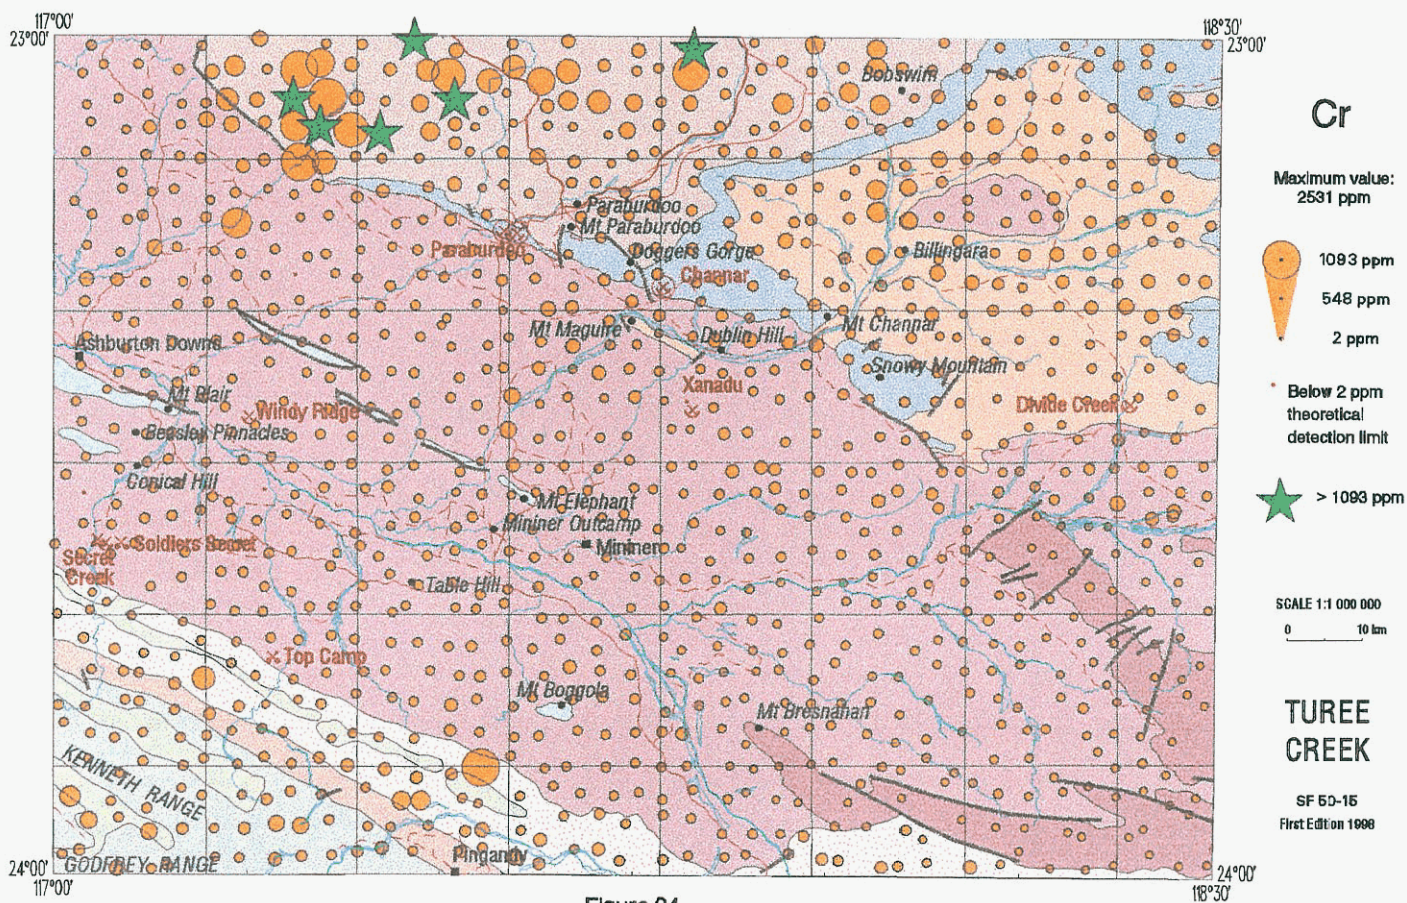 117°00'
23°00'
118°30'
23°00'
Bobswim
Paraburdoo
Mt Paraburdoo
Paraburdoo
Doggers Gorge
Channar
Billingara
Mt Maguire
Dublin Hill
Mt Channar
Ashburton Downs
Snowy Mountain
Xanadu
Mt Blair
Windy Ridge
Divide Creek
Beasley Pinnacles
Conical Hill
Mt Elephant
Mininer Outcamp
Mininer
Soldiers Secret
Secret
Creek
Table Hill
Top Camp
Mt Boggola
Mt Bresnahan
KENNETH RANGE
GODFREY RANGE
Pingandy
24°00'
117°00'
24°00'
118°30'
Cr
Maximum value:
2531 ppm
1093 ppm
548 ppm
2 ppm
Below 2 ppm
theoretical
detection limit
> 1093 ppm
SCALE 1:1 000 000
0 10 km
TUREE
CREEK
SF 50-15
First Edition 1998